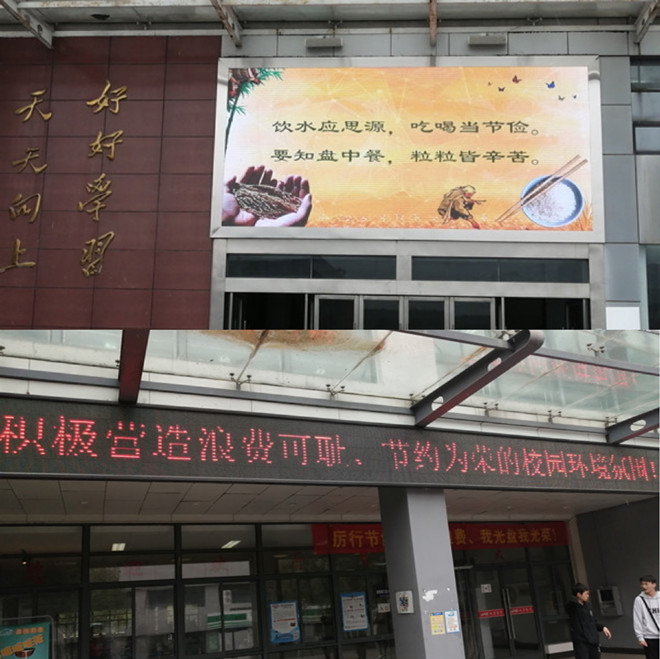 好好学习
天天向上
饮水应思源，吃喝当节俭。
要知盘中餐，粒粒皆辛苦。
积极营造浪费可耻、节约为荣的校园环境氛围！
厉行节
费、我光盘我光荣！